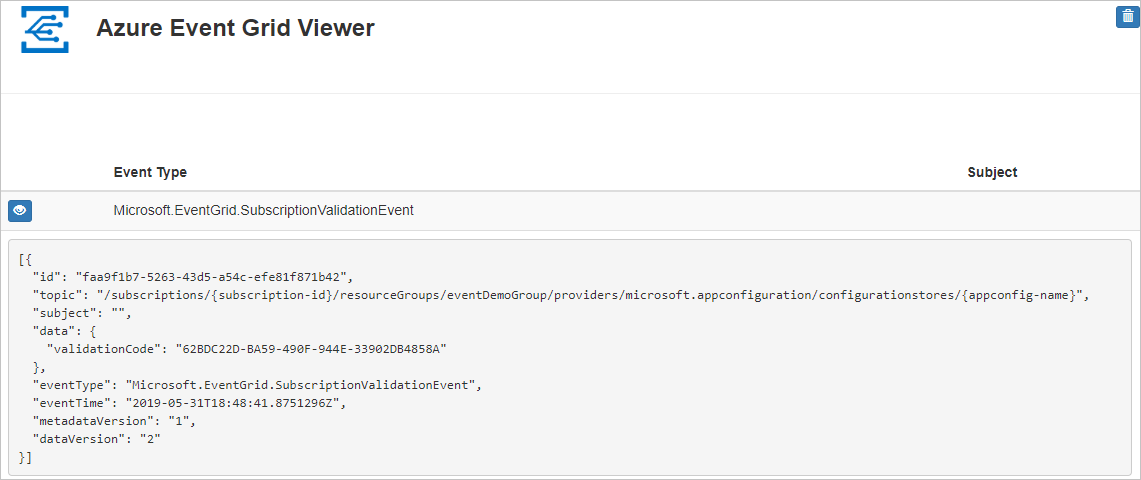 Azure Event Grid Viewer
Event Type Subject
Microsoft.EventGrid.SubscriptionValidationEvent
[{
  "id": "faa9f1b7-5263-43d5-a54c-efe81f871b42",
  "topic": "/subscriptions/{subscription-id}/resourceGroups/eventDemoGroup/providers/microsoft.appconfiguration/configurationstores/{appconfig-name}",
  "subject": "",
  "data": {
    "validationCode": "62BDC22D-BA59-490F-944E-33902DB4858A"
  },
  "eventType": "Microsoft.EventGrid.SubscriptionValidationEvent",
  "eventTime": "2019-05-31T18:48:41.8751296Z",
  "metadataVersion": "1",
  "dataVersion": "2"
}]